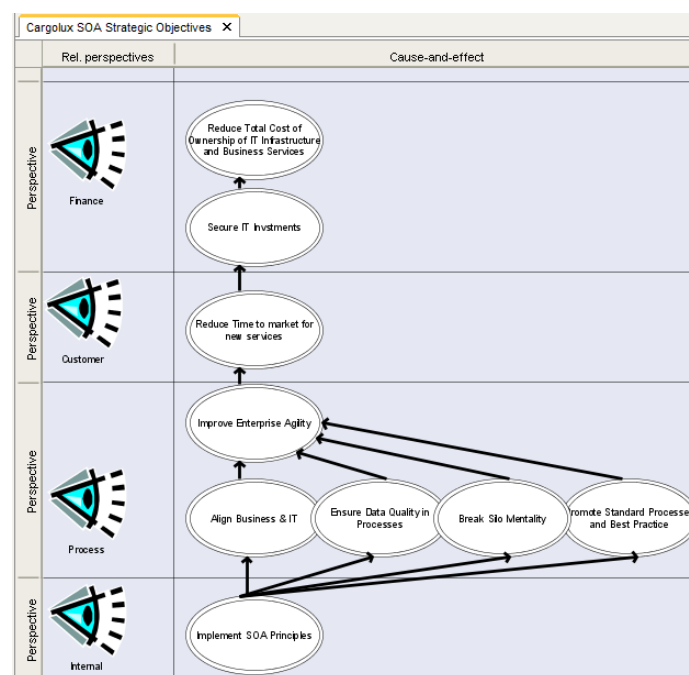 Cargolux SOA Strategic Objectives X
Rel. perspectives
Cause-and-effect
Perspective
Finance
Reduce Total Cost of
Ownership of IT Infrastructure
and Business Services
Secure IT Invstments
Perspective
Customer
Reduce Time to market for
new services
Perspective
Process
Improve Enterprise Agility
Align Business & IT
Ensure Data Quality in
Processes
Break Silo Mentality
romote Standard Processe
and Best Practice
Perspective
Internal
Implement SOA Principles